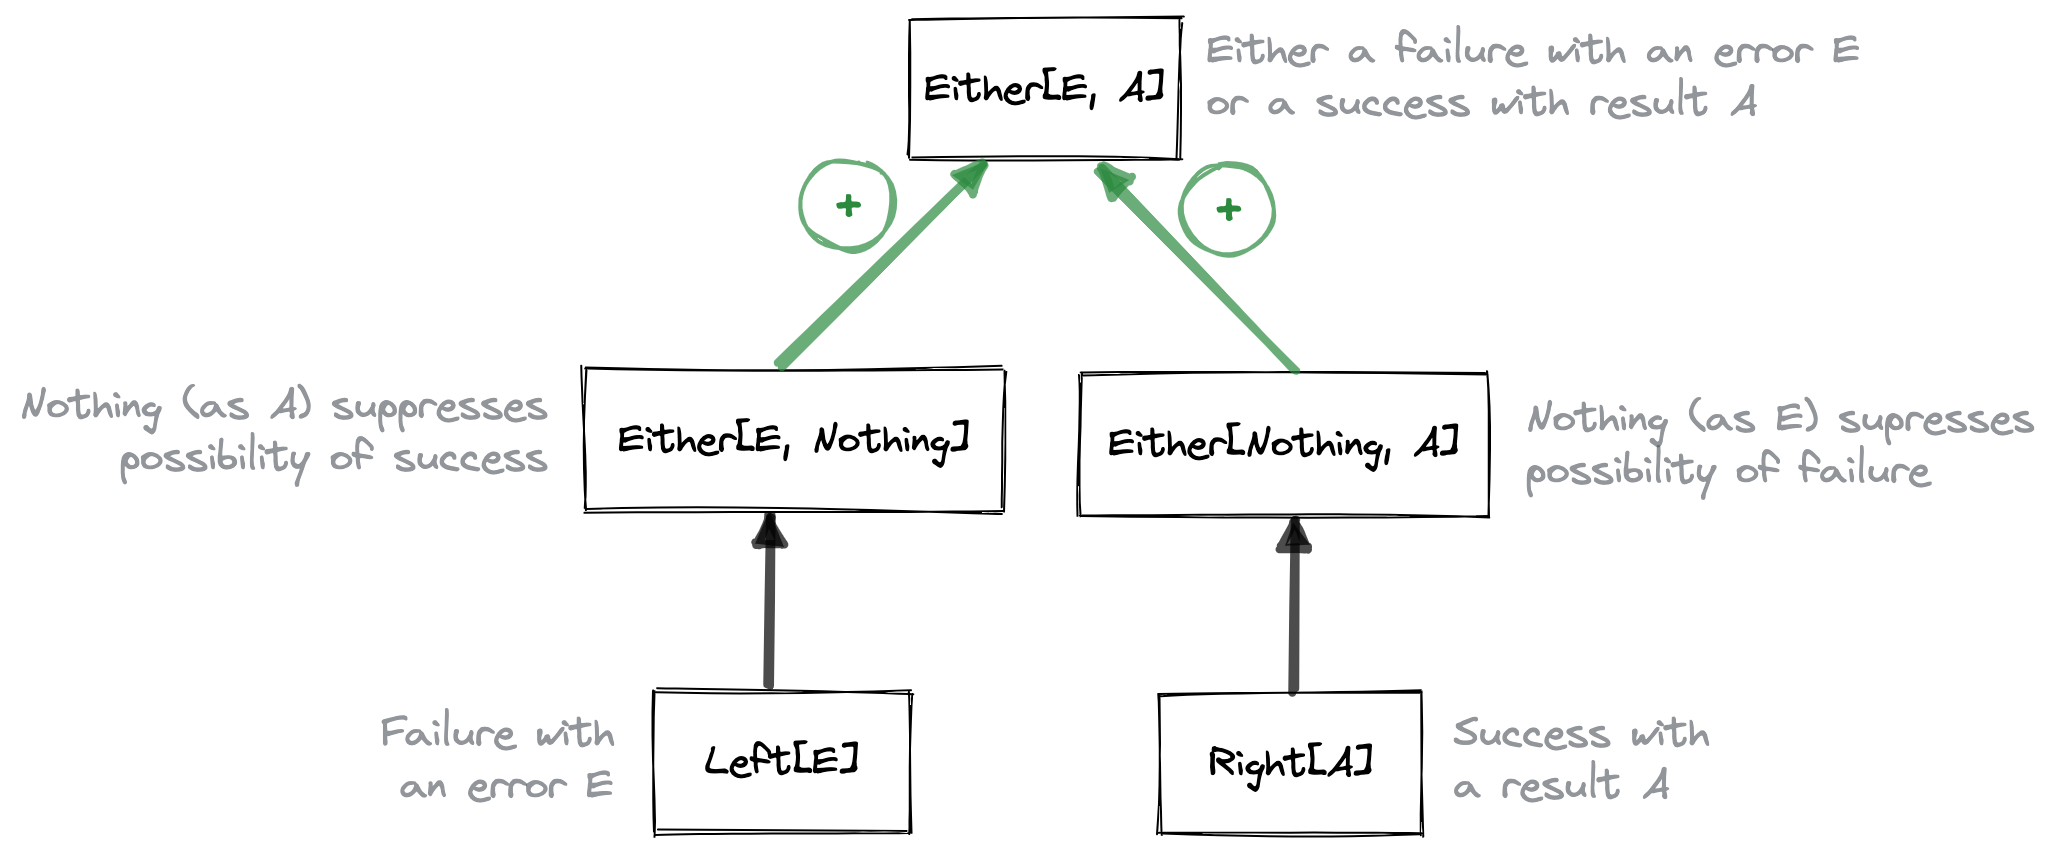 Either[E, A]
Either a failure with an error E
or a success with result A
+
+
Nothing (as A) suppresses
possibility of success
Either[E, Nothing]
Either[Nothing, A]
Nothing (as E) supresses
possibility of failure
Failure with
an error E
Left[E]
Right[A]
Success with
a result A